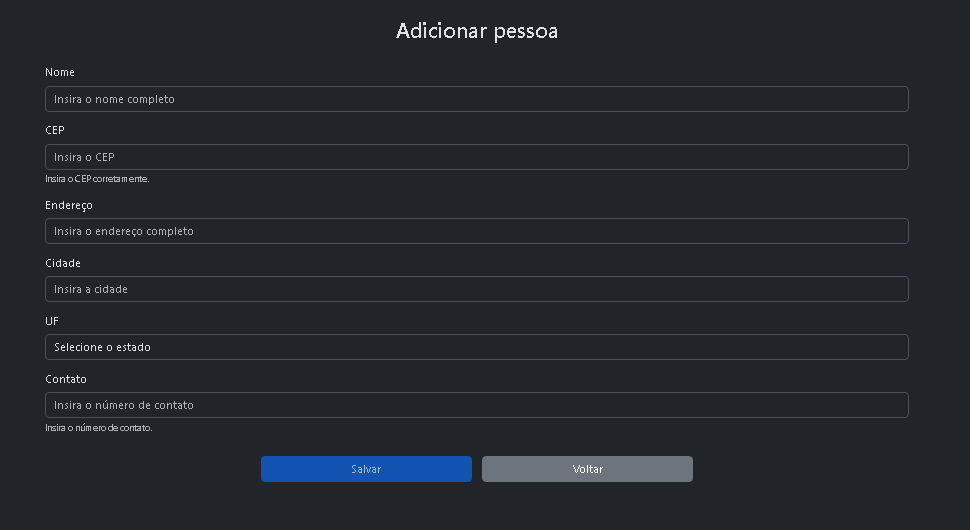 Adicionar pessoa
Nome
Insira o nome completo
CEP
Insira o CEP
Insira o CEP corretamente.
Endereço
Insira o endereço completo
Cidade
Insira a cidade
UF
Selecione o estado
Contato
Insira o número de contato
Insira o número de contato.
Salvar
Voltar